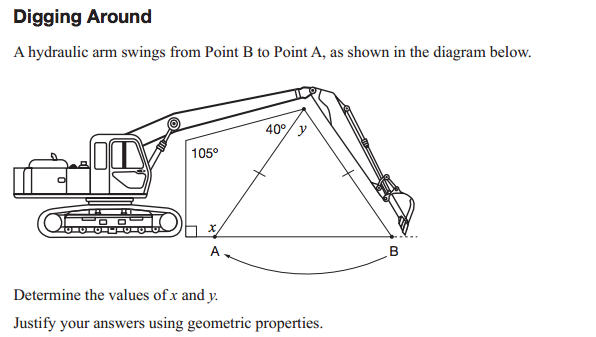 Digging Around
A hydraulic arm swings from Point B to Point A, as shown in the diagram below.
40° y
105°
x
A B
Determine the values of x and y.
Justify your answers using geometric properties.